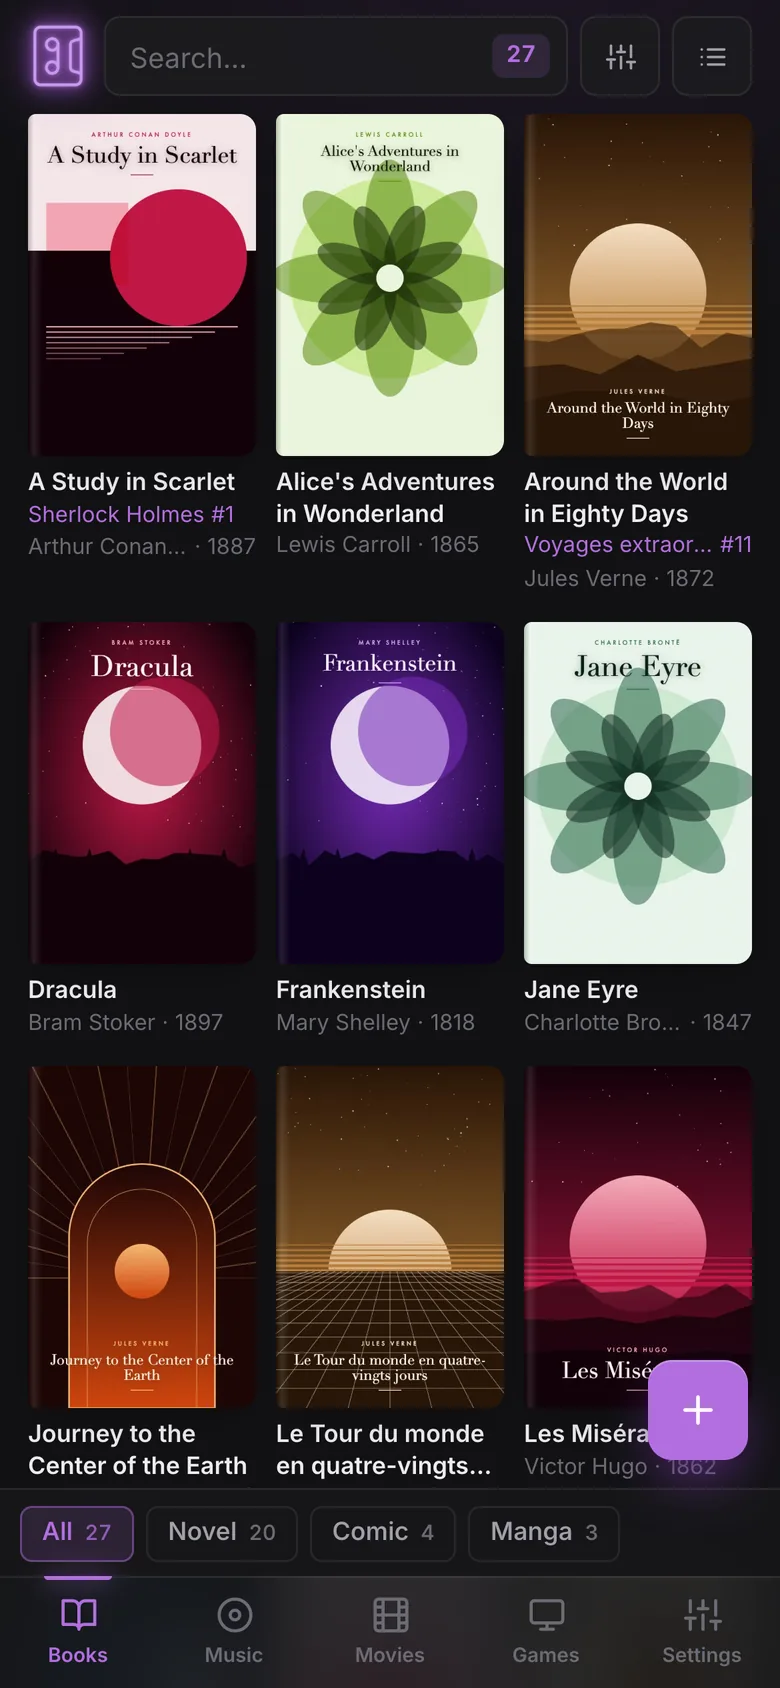 Search...
27
ARTHUR CONAN DOYLE
A Study in Scarlet
LEWIS CARROLL
Alice's Adventures in
Wonderland
JULES VERNE
Around the World in Eighty
Days
A Study in Scarlet
Sherlock Holmes #1
Arthur Conan... · 1887
Alice's Adventures
in Wonderland
Lewis Carroll · 1865
Around the World
in Eighty Days
Voyages extraor... #11
Jules Verne · 1872
BRAM STOKER
Dracula
MARY SHELLEY
Frankenstein
CHARLOTTE BRONTË
Jane Eyre
Dracula
Bram Stoker · 1897
Frankenstein
Mary Shelley · 1818
Jane Eyre
Charlotte Bro... · 1847
JULES VERNE
Journey to the Center of the
Earth
JULES VERNE
Le Tour du monde en quatre-
vingts jours
VICTOR HUGO
Les Misé
Journey to the
Center of the Earth
Le Tour du monde
en quatre-vingts...
Les Miséra
Victor Hugo · 1862
All 27
Novel 20
Comic 4
Manga 3
Books
Music
Movies
Games
Settings